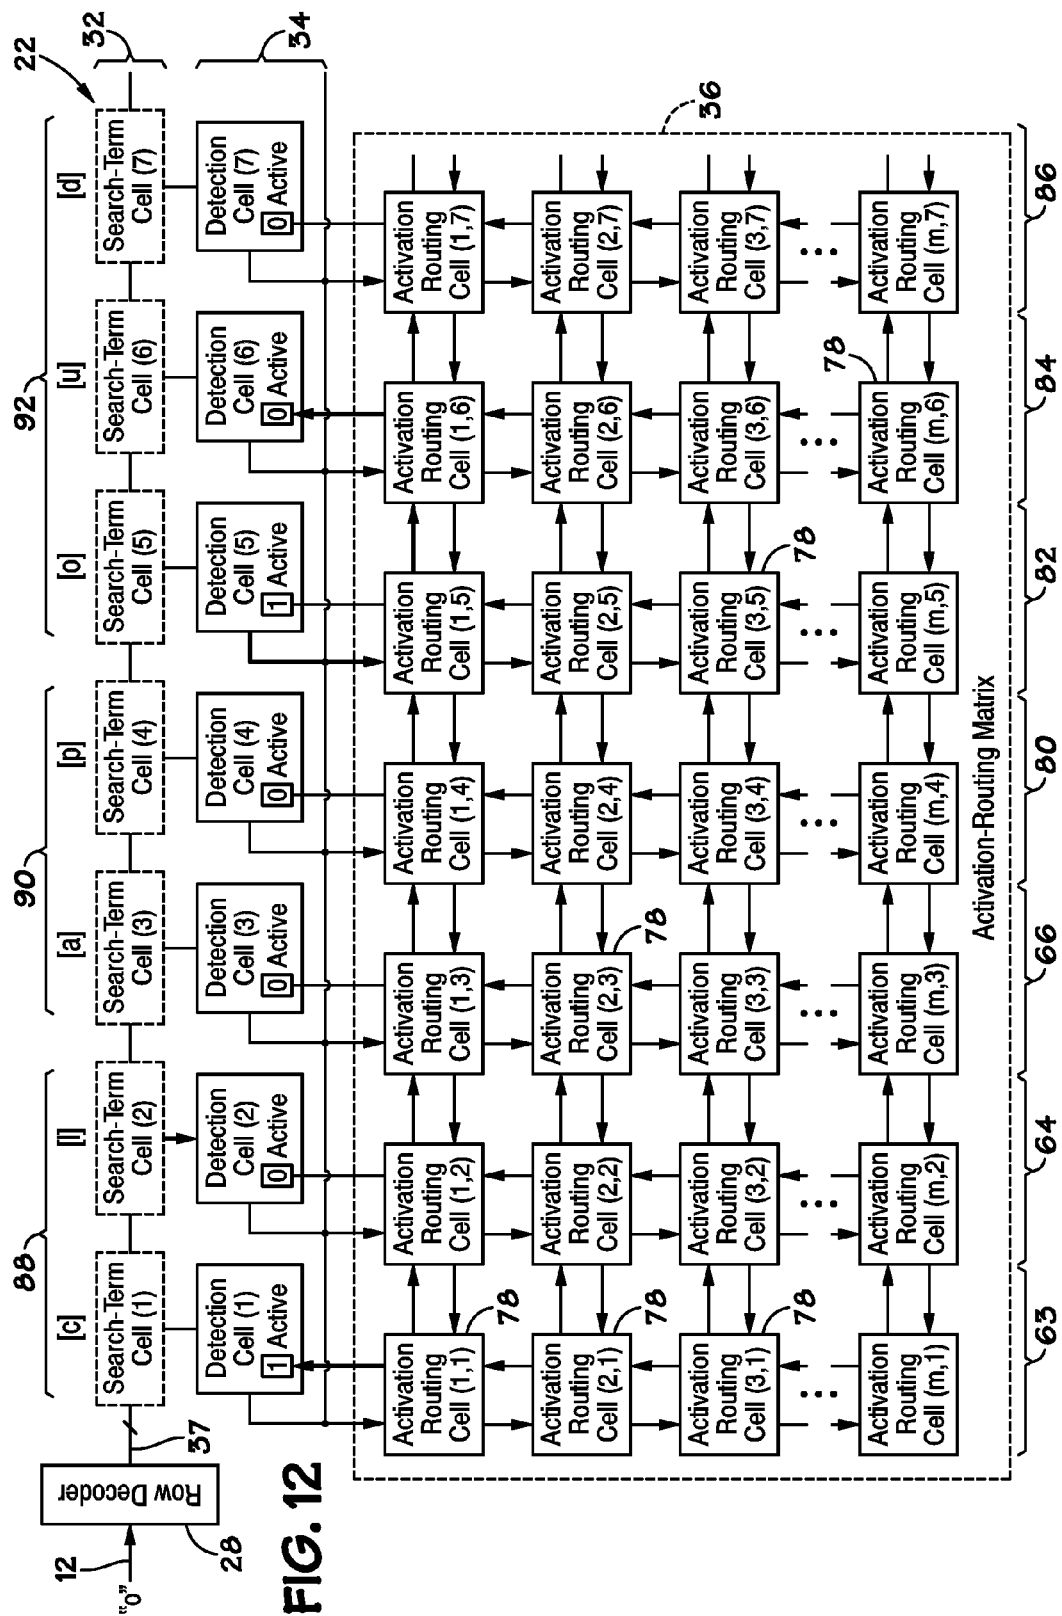 22
88 90 92
[c] [l] [a] [p] [o] [u] [d]
Search-Term Search-Term Search-Term Search-Term Search-Term Search-Term Search-Term
Cell (1) Cell (2) Cell (3) Cell (4) Cell (5) Cell (6) Cell (7)
32
12
"o"
Row Decoder
28
37
Detection Detection Detection Detection Detection Detection Detection
Cell (1) Cell (2) Cell (3) Cell (4) Cell (5) Cell (6) Cell (7)
1 Active 0 Active 0 Active 0 Active 1 Active 0 Active 0 Active
34
FIG. 12
Activation Activation Activation Activation Activation Activation Activation
Routing Routing Routing Routing Routing Routing Routing
Cell (1,1) Cell (1,2) Cell (1,3) Cell (1,4) Cell (1,5) Cell (1,6) Cell (1,7)
78
Activation Activation Activation Activation Activation Activation Activation
Routing Routing Routing Routing Routing Routing Routing
Cell (2,1) Cell (2,2) Cell (2,3) Cell (2,4) Cell (2,5) Cell (2,6) Cell (2,7)
78 78
36
Activation Activation Activation Activation Activation Activation Activation
Routing Routing Routing Routing Routing Routing Routing
Cell (3,1) Cell (3,2) Cell (3,3) Cell (3,4) Cell (3,5) Cell (3,6) Cell (3,7)
78 78
78
Activation Activation Activation Activation Activation Activation Activation
Routing Routing Routing Routing Routing Routing Routing
Cell (m,1) Cell (m,2) Cell (m,3) Cell (m,4) Cell (m,5) Cell (m,6) Cell (m,7)
Activation-Routing Matrix
63 64 66 80 82 84 86